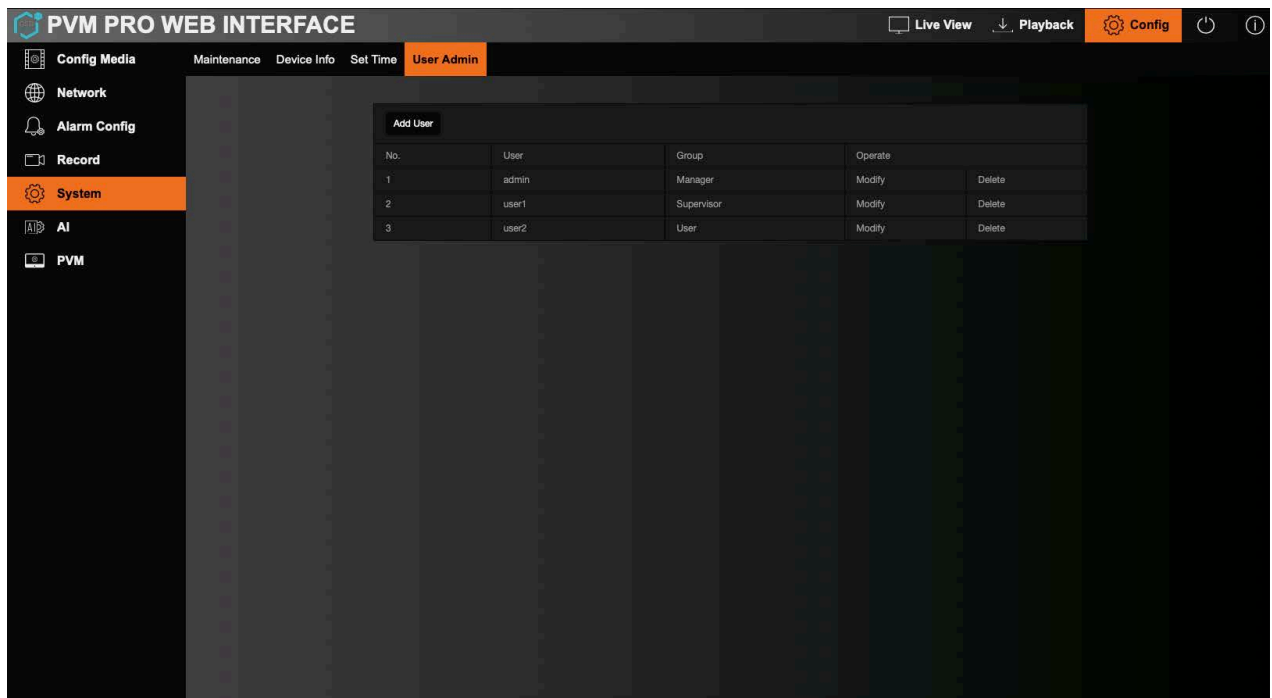 PVM PRO WEB INTERFACE Live View Playback Config
Config Media Maintenance Device Info Set Time User Admin
Network
Alarm Config
Record
System
AI
PVM
Add User
No. User Group Operate
1 admin Manager Modify Delete
2 user1 Supervisor Modify Delete
3 user2 User Modify Delete